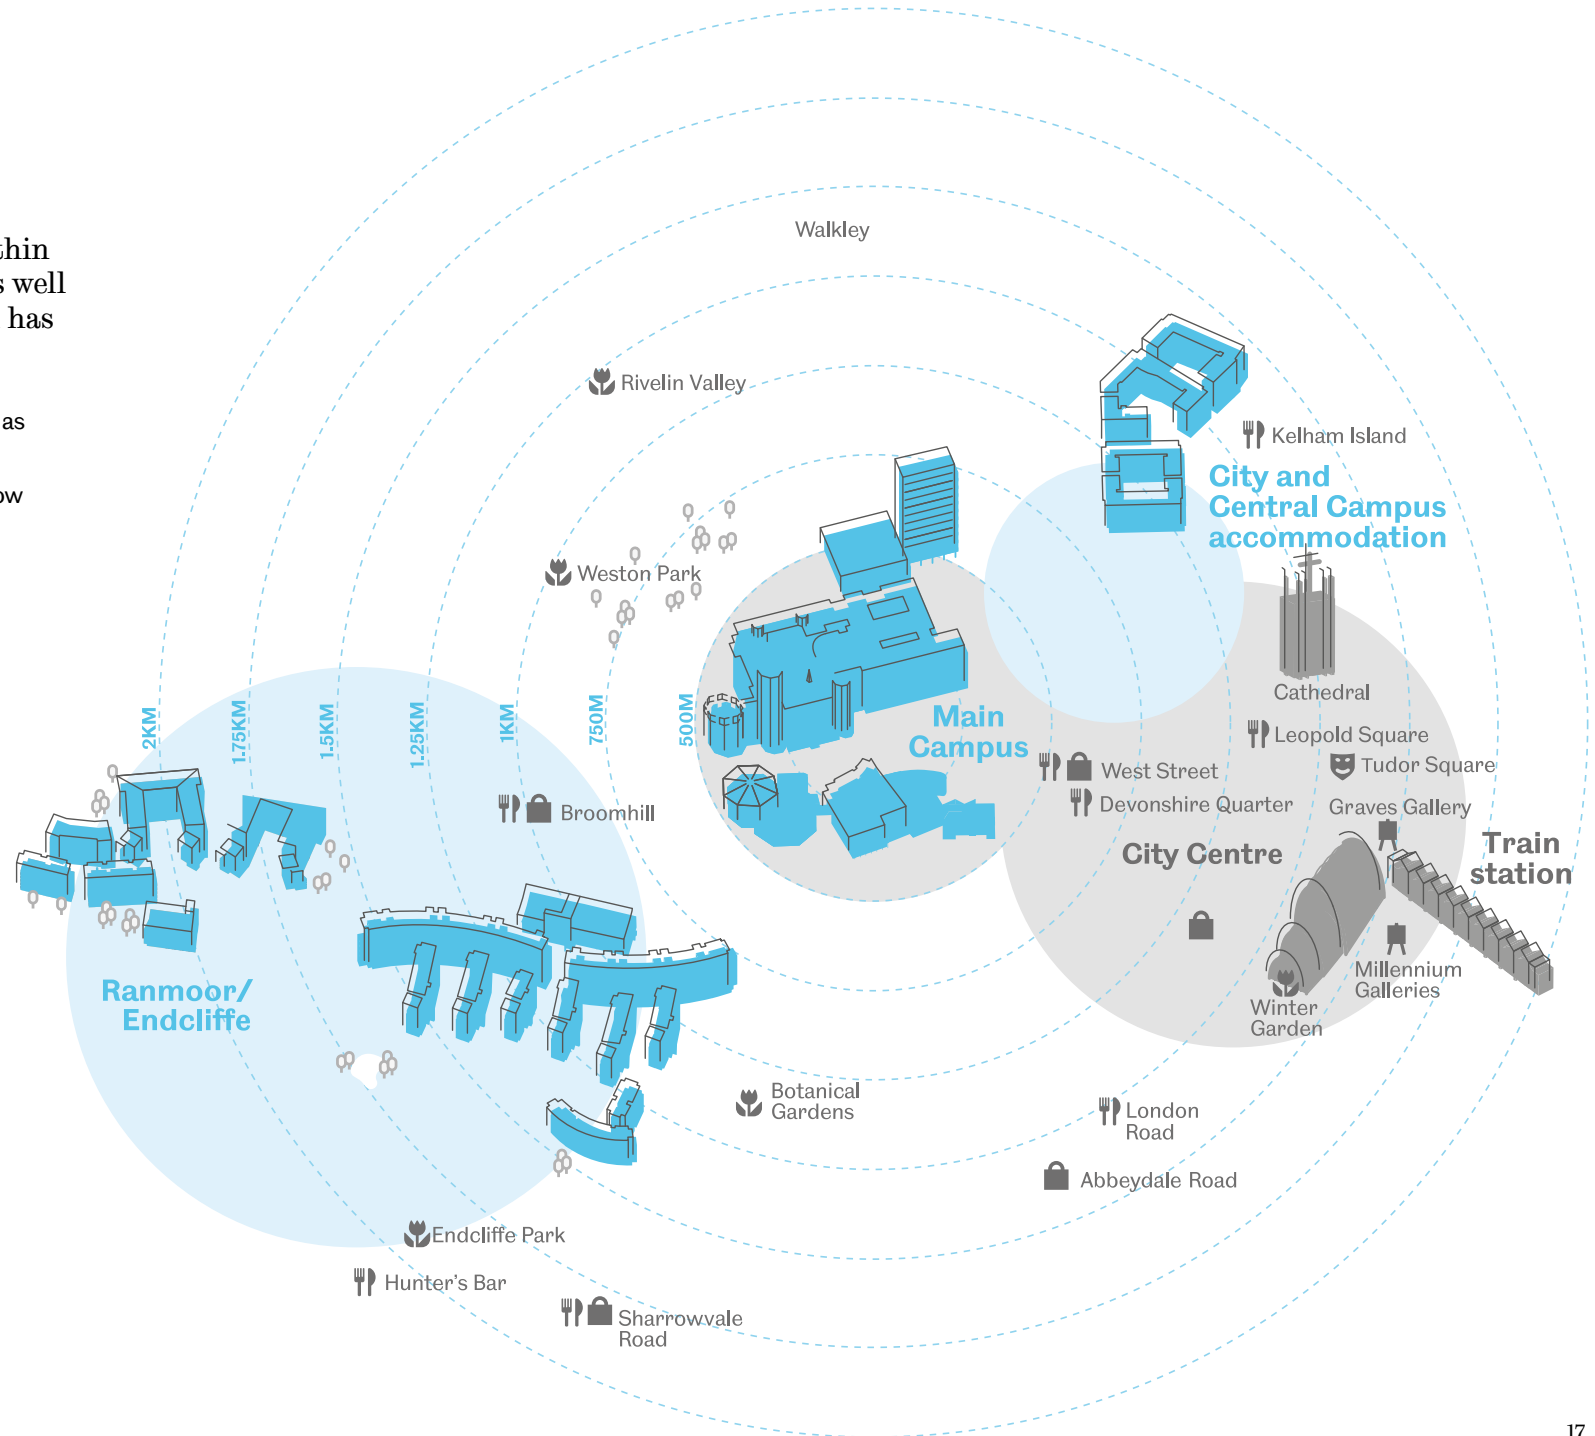 thin
s well
has
as
ow
Walkley
Rivelin Valley
Kelham Island
City and
Central Campus
accommodation
Weston Park
Cathedral
2KM
1.75KM
1.5KM
1.25KM
1KM
750M
500M
Main
Campus
Leopold Square
West Street
Tudor Square
Devonshire Quarter
Graves Gallery
Broomhill
City Centre
Train
station
Millennium
Galleries
Winter
Garden
Ranmoor/
Endcliffe
Botanical
Gardens
London
Road
Abbeydale Road
Endcliffe Park
Hunter's Bar
Sharrowvale
Road
17